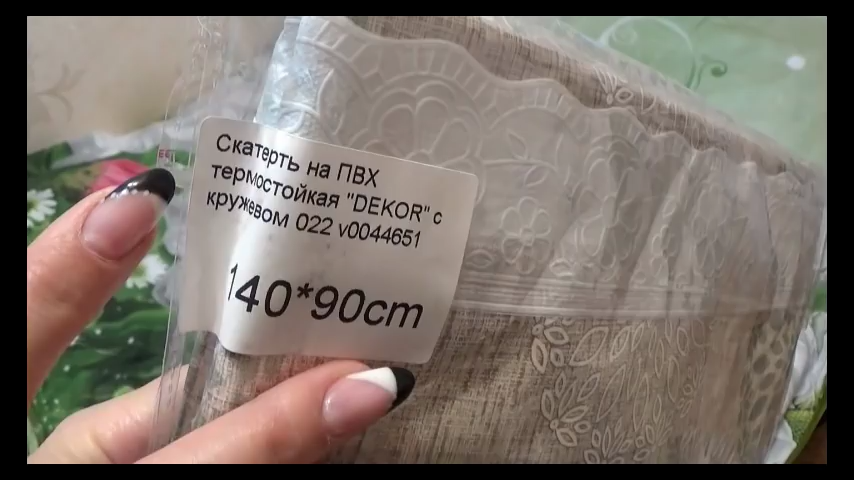 Скатерть на ПВХ
термостойкая "DEKOR" с
кружевом 022 v0044651
140*90cm